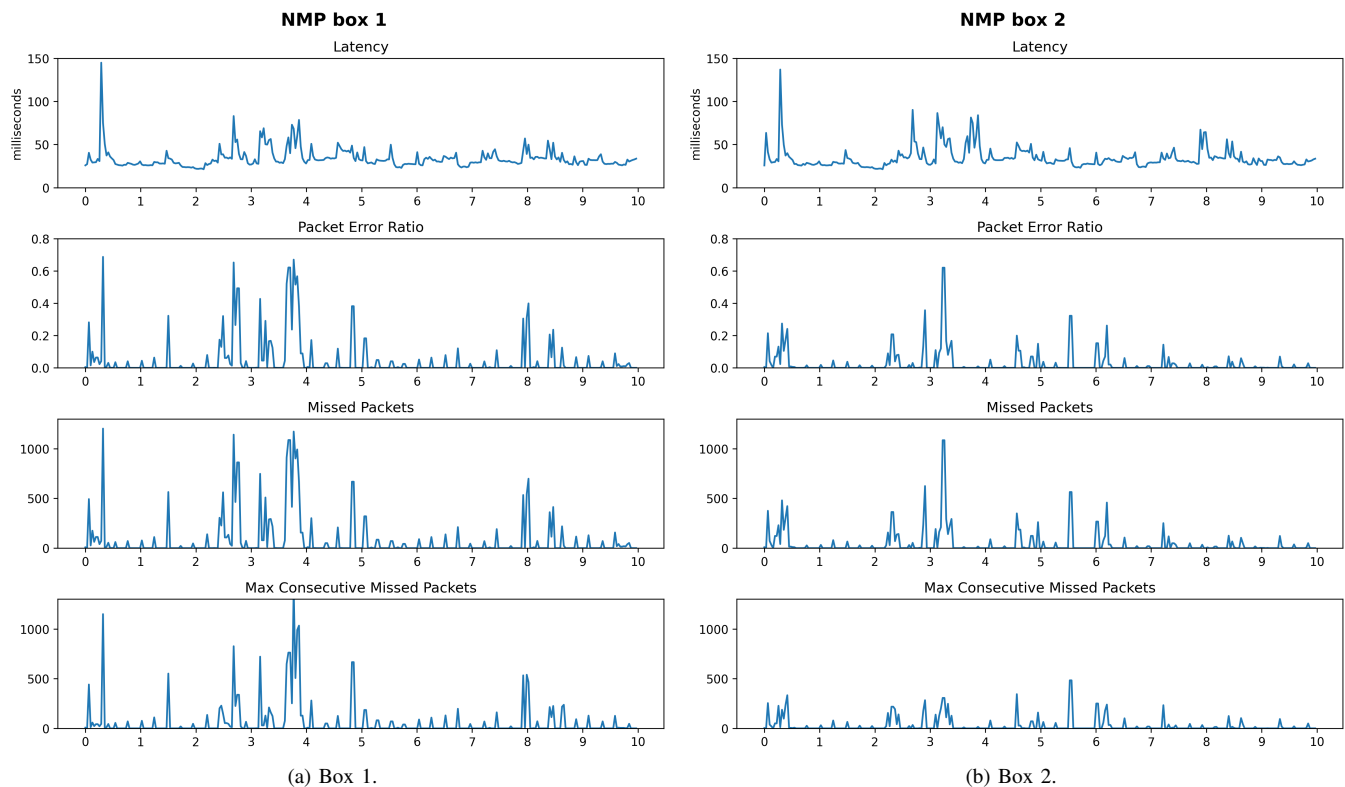 NMP box 1
Latency
milliseconds
150
100
50
0
0 1 2 3 4 5 6 7 8 9 10
Packet Error Ratio
0.8
0.6
0.4
0.2
0.0
0 1 2 3 4 5 6 7 8 9 10
Missed Packets
1000
500
0
0 1 2 3 4 5 6 7 8 9 10
Max Consecutive Missed Packets
1000
500
0
0 1 2 3 4 5 6 7 8 9 10
(a) Box 1.
NMP box 2
Latency
milliseconds
150
100
50
0
0 1 2 3 4 5 6 7 8 9 10
Packet Error Ratio
0.8
0.6
0.4
0.2
0.0
0 1 2 3 4 5 6 7 8 9 10
Missed Packets
1000
500
0
0 1 2 3 4 5 6 7 8 9 10
Max Consecutive Missed Packets
1000
500
0
0 1 2 3 4 5 6 7 8 9 10
(b) Box 2.